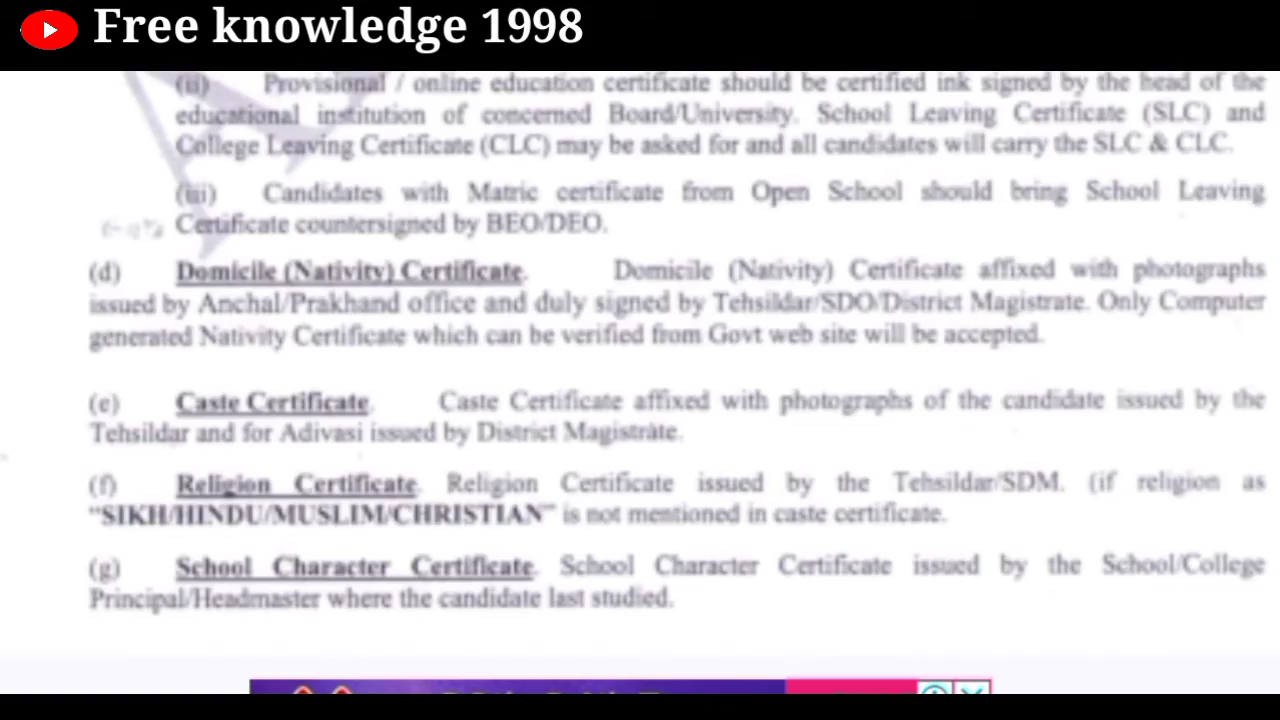 Free knowledge 1998
(ii) Provisional / online education certificate should be certified ink signed by the head of the
educational institution of concerned Board/University. School Leaving Certificate (SLC) and
College Leaving Certificate (CLC) may be asked for and all candidates will carry the SLC & CLC.
(iii) Candidates with Matric certificate from Open School should bring School Leaving
Certificate countersigned by BEO/DEO.
(d) Domicile (Nativity) Certificate. Domicile (Nativity) Certificate affixed with photographs
issued by Anchal/Prakhand office and duly signed by Tehsildar/SDO/District Magistrate. Only Computer
generated Nativity Certificate which can be verified from Govt web site will be accepted.
(e) Caste Certificate. Caste Certificate affixed with photographs of the candidate issued by the
Tehsildar and for Adivasi issued by District Magistrate.
(f) Religion Certificate. Religion Certificate issued by the Tehsildar/SDM. (if religion as
“SIKH/HINDU/MUSLIM/CHRISTIAN” is not mentioned in caste certificate.
(g) School Character Certificate. School Character Certificate issued by the School/College
Principal/Headmaster where the candidate last studied.